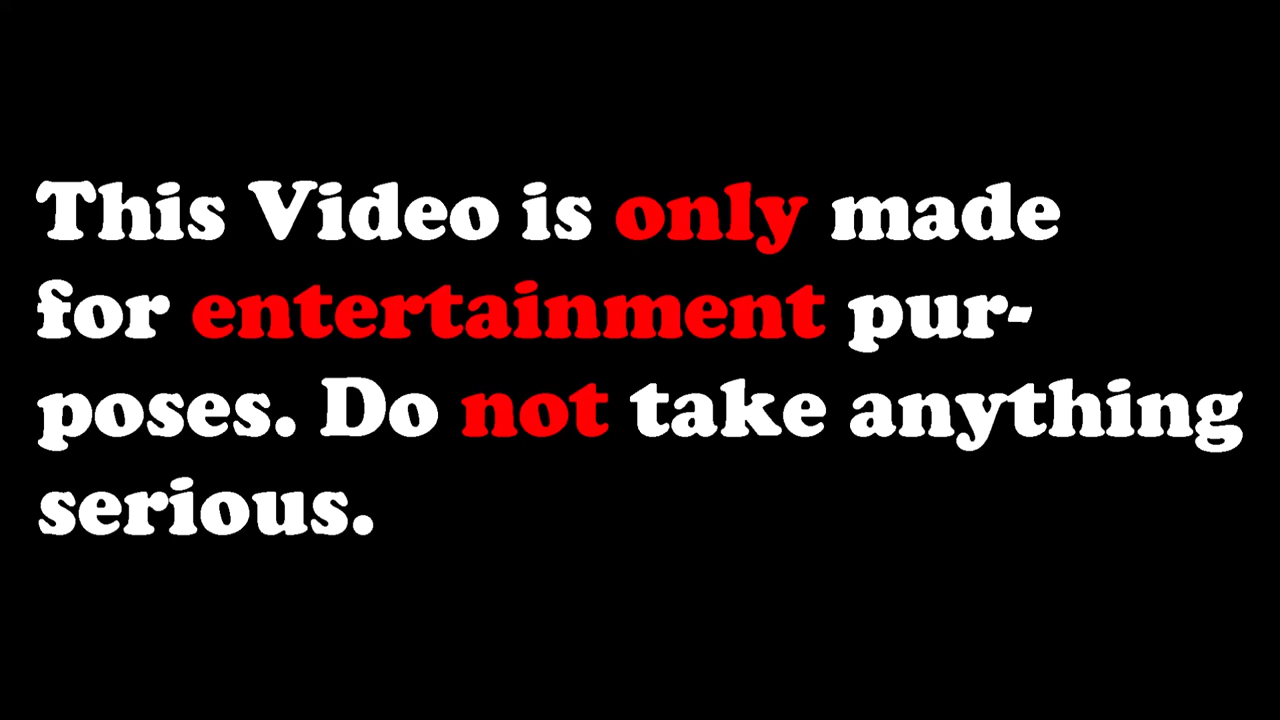 This Video is only made
for entertainment pur-
poses. Do not take anything
serious.